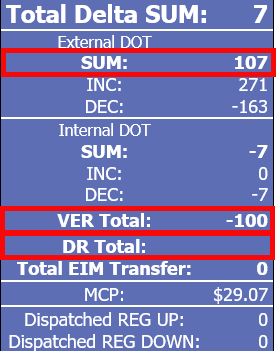 Total Delta SUM: 7
External DOT
SUM: 107
INC: 271
DEC: -163
Internal DOT
SUM: -7
INC: 0
DEC: -7
VER Total: -100
DR Total:
Total EIM Transfer: 0
MCP: $29.07
Dispatched REG UP: 0
Dispatched REG DOWN: 0